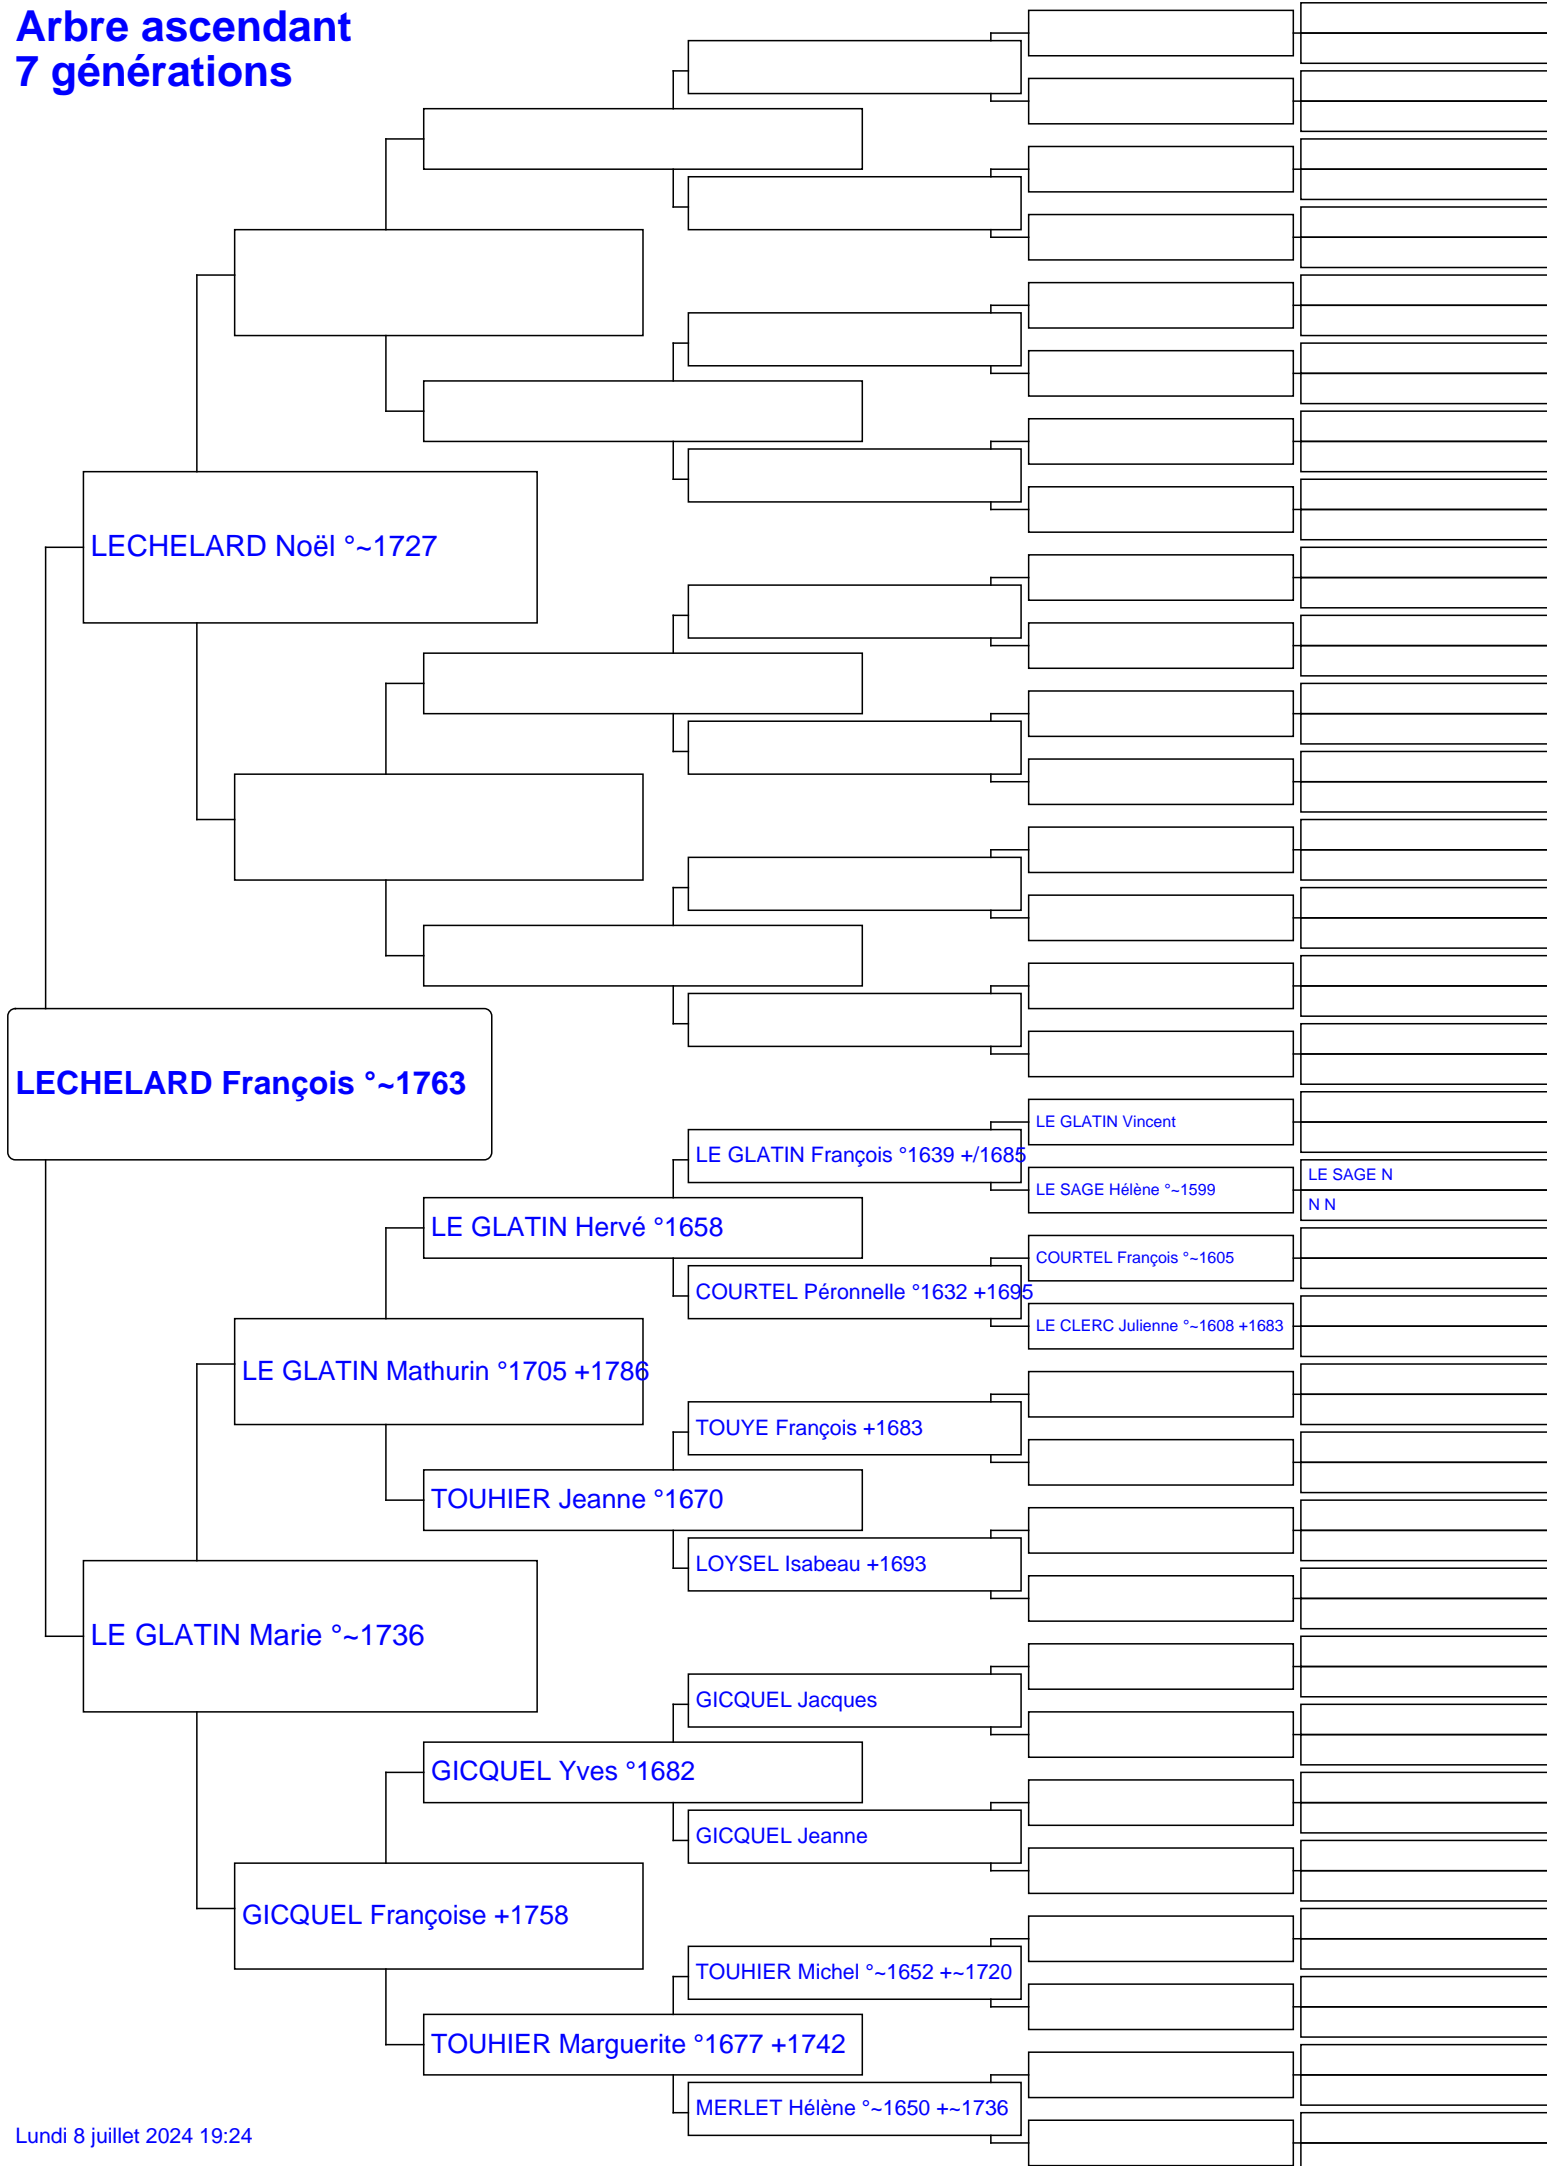 Arbre ascendant
7 générations
LECHELARD Noël °~1727
LECHELARD François °~1763
LE GLATIN Vincent
LE GLATIN François °1639 +/1685
LE SAGE N
LE SAGE Hélène °~1599
N N
LE GLATIN Hervé °1658
COURTEL François °~1605
COURTEL Péronnelle °1632 +1695
LE CLERC Julienne °~1608 +1683
LE GLATIN Mathurin °1705 +1786
TOUYE François +1683
TOUHIER Jeanne °1670
LOYSEL Isabeau +1693
LE GLATIN Marie °~1736
GICQUEL Jacques
GICQUEL Yves °1682
GICQUEL Jeanne
GICQUEL Françoise +1758
TOUHIER Michel °~1652 +~1720
TOUHIER Marguerite °1677 +1742
MERLET Hélène °~1650 +~1736
Lundi 8 juillet 2024 19:24